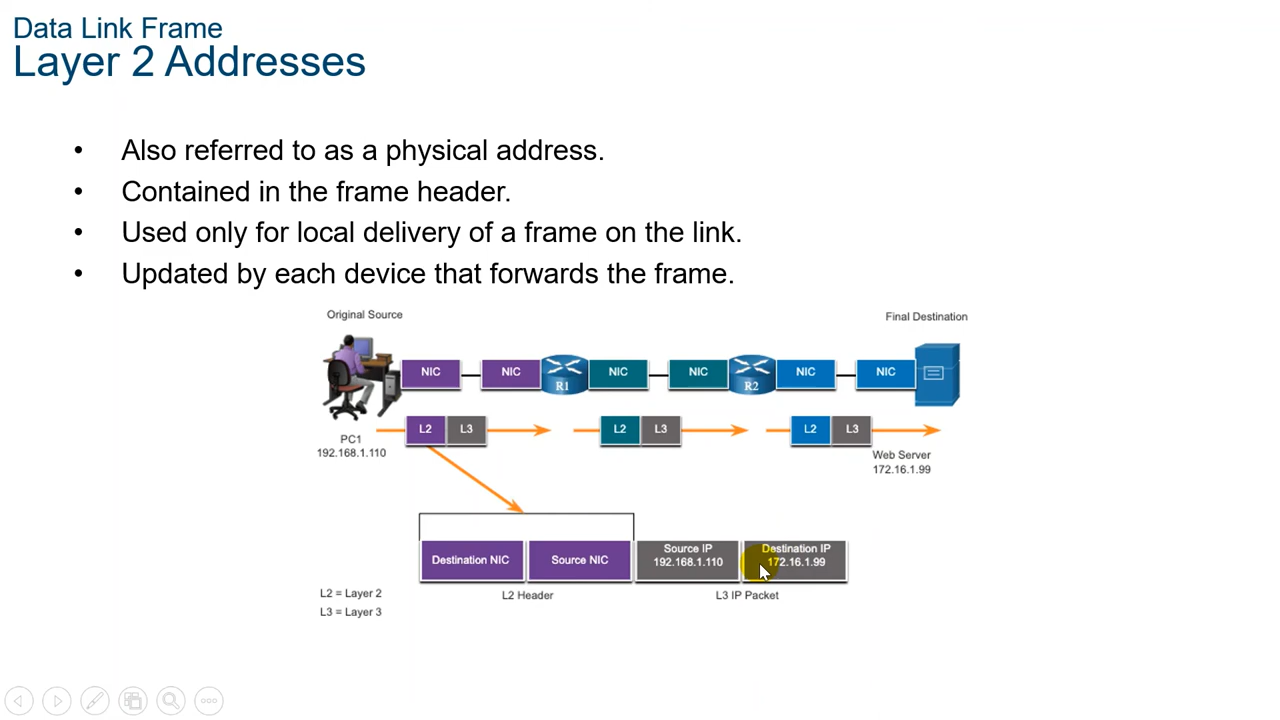 Data Link Frame
Layer 2 Addresses
• Also referred to as a physical address.
• Contained in the frame header.
• Used only for local delivery of a frame on the link.
• Updated by each device that forwards the frame.
Original Source
Final Destination
NIC NIC R1 NIC NIC R2 NIC NIC
L2 L3 L2 L3 L2 L3
PC1
192.168.1.110
Web Server
172.16.1.99
Destination NIC
Source NIC
Source IP
192.168.1.110
Destination IP
172.16.1.99
L2 = Layer 2
L3 = Layer 3
L2 Header
L3 IP Packet